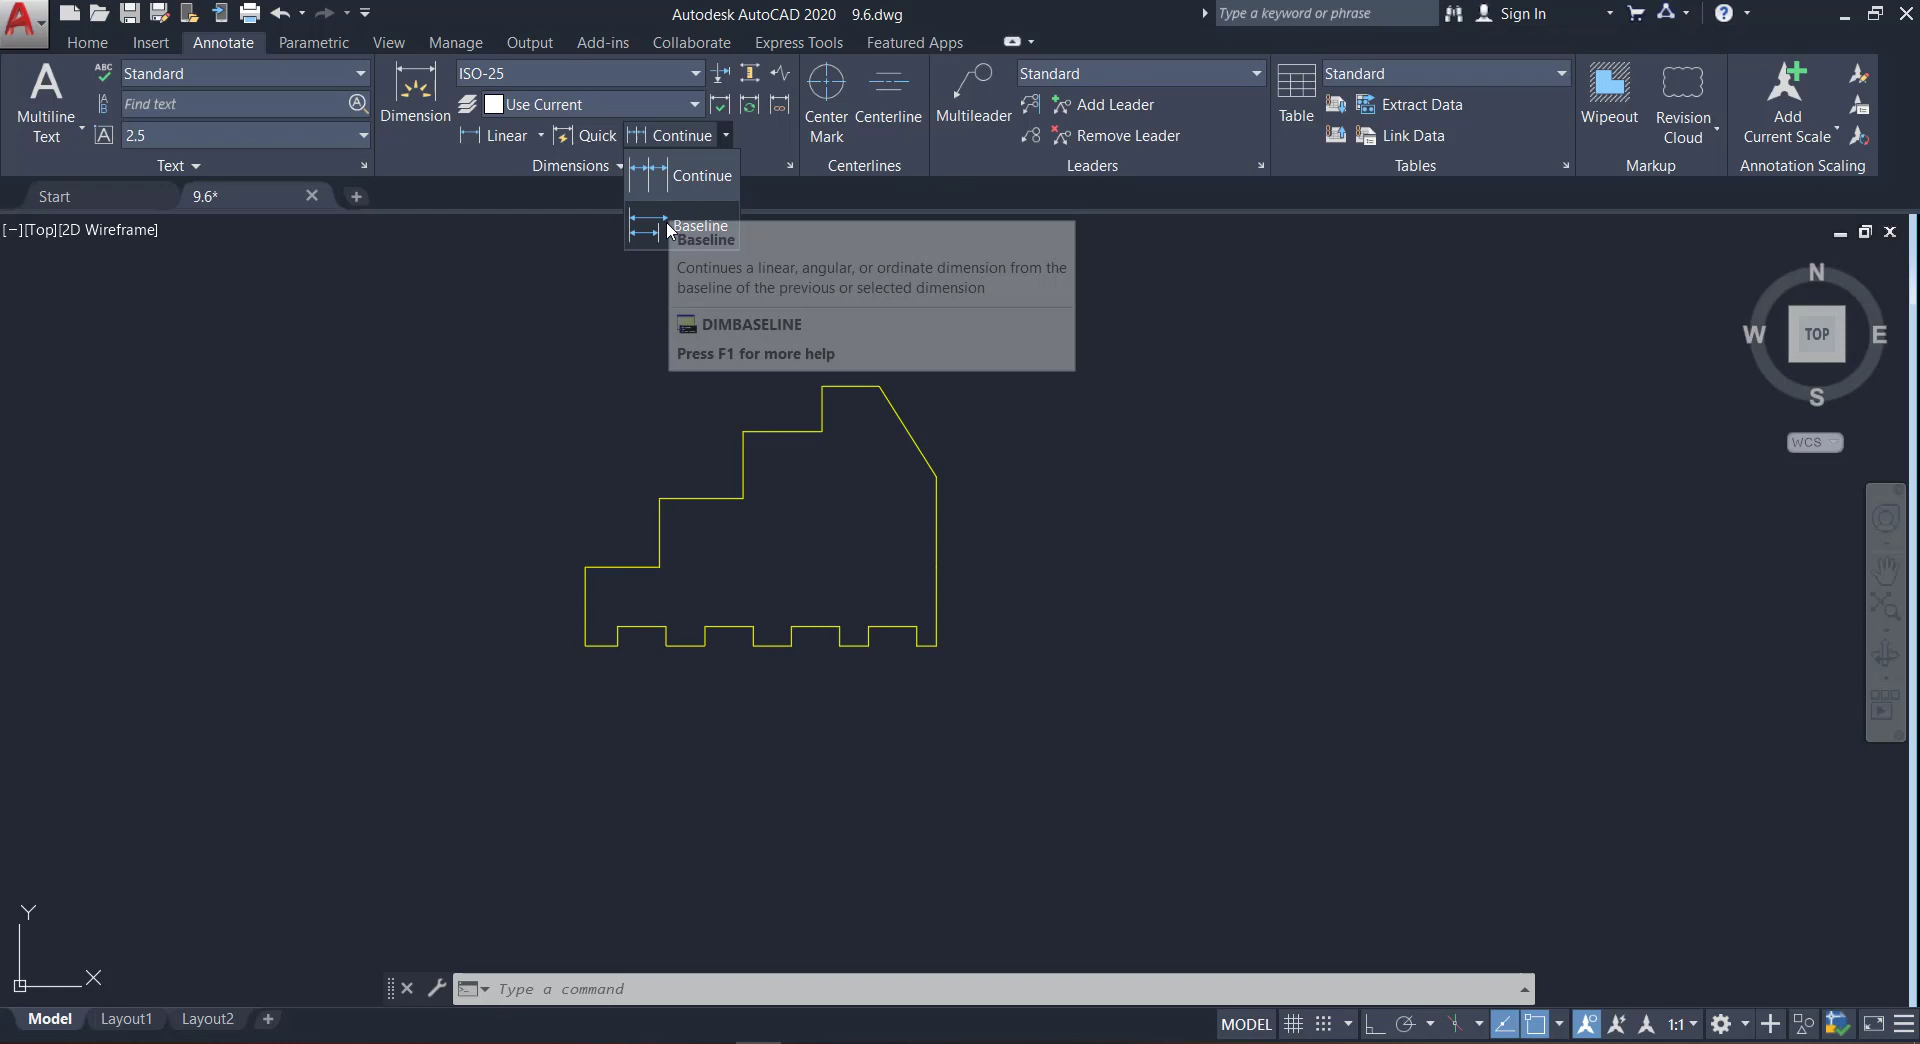 Autodesk AutoCAD 2020 9.6.dwg
Type a keyword or phrase
Sign In
Home Insert Annotate Parametric View Manage Output Add-ins Collaborate Express Tools Featured Apps
Multiline
Text
ABC
Standard
Find text
2.5
Text
Dimension
ISO-25
Use Current
Linear Quick Continue
Dimensions
Center
Mark
Centerline
Centerlines
Multileader
Standard
Add Leader
Remove Leader
Leaders
Table
Standard
Extract Data
Link Data
Tables
Wipeout
Revision
Cloud
Markup
Add
Current Scale
Annotation Scaling
Start
9.6*
Continue
Baseline
[−][Top][2D Wireframe]
Baseline
Continues a linear, angular, or ordinate dimension from the
baseline of the previous or selected dimension
DIMBASELINE
Press F1 for more help
N
W
TOP
E
S
WCS
Y
X
Type a command
Model Layout1 Layout2
MODEL
1:1